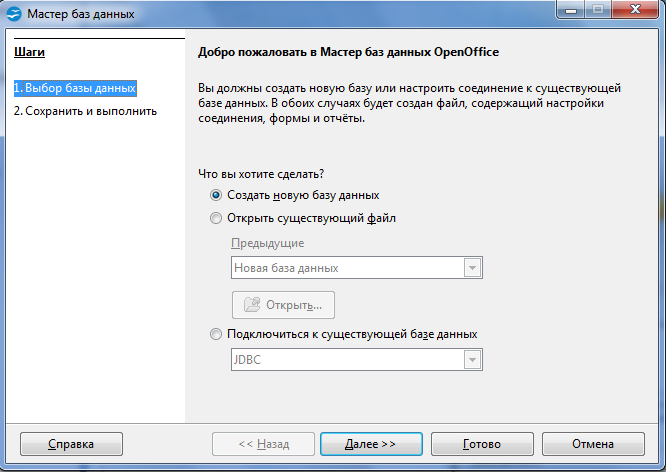 Мастер баз данных
Шаги
1. Выбор базы данных
2. Сохранить и выполнить
Добро пожаловать в Мастер баз данных OpenOffice
Вы должны создать новую базу или настроить соединение к существующей
базе данных. В обоих случаях будет создан файл, содержащий настройки
соединения, формы и отчёты.
Что вы хотите сделать?
Создать новую базу данных
Открыть существующий файл
Предыдущие
Новая база данных
Открыть...
Подключиться к существующей базе данных
JDBC
Справка
<< Назад
Далее >>
Готово
Отмена